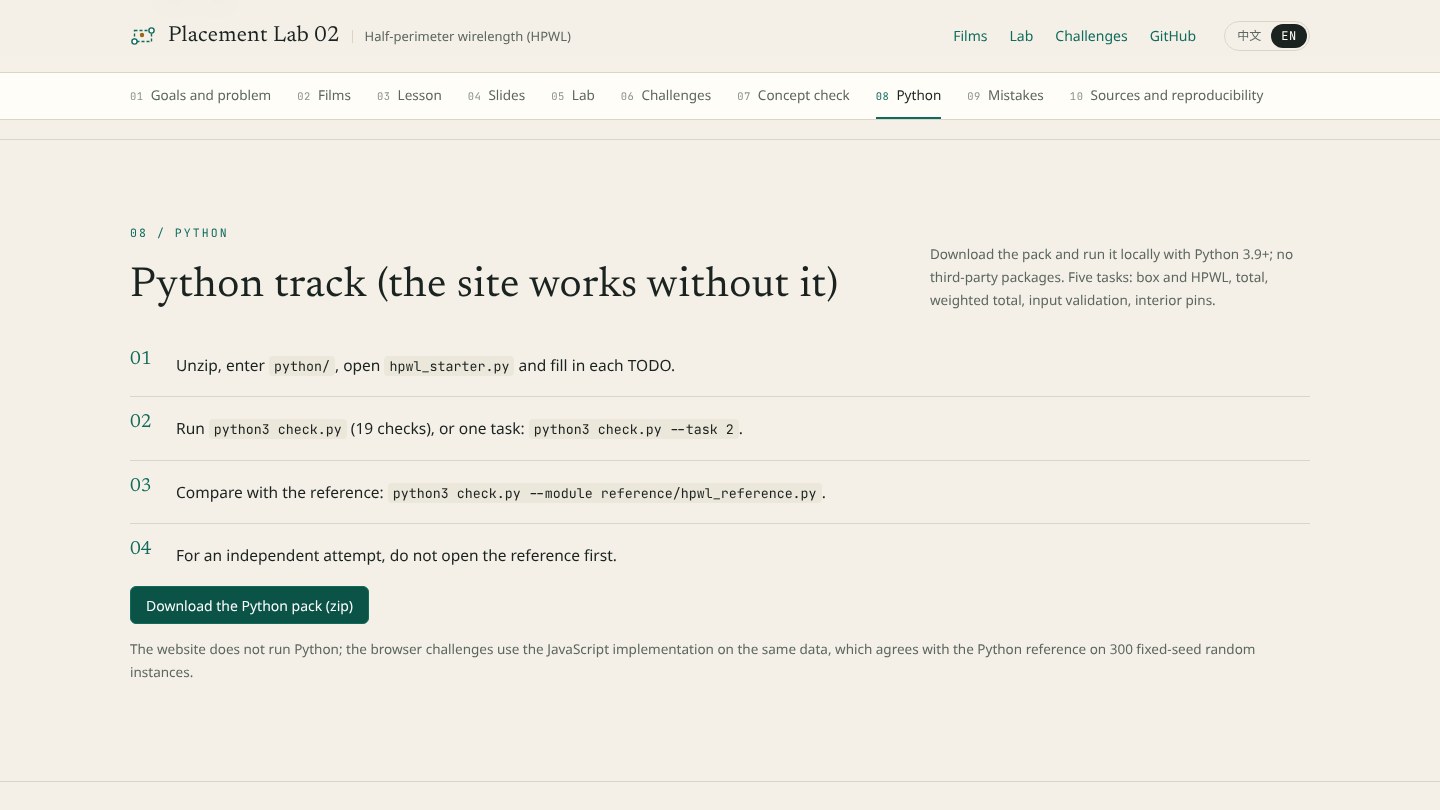 Placement Lab 02
Half-perimeter wirelength (HPWL)
Films
Lab
Challenges
GitHub
中文
EN
01 Goals and problem
02 Films
03 Lesson
04 Slides
05 Lab
06 Challenges
07 Concept check
08 Python
09 Mistakes
10 Sources and reproducibility
08 / PYTHON
Python track (the site works without it)
Download the pack and run it locally with Python 3.9+; no
third-party packages. Five tasks: box and HPWL, total,
weighted total, input validation, interior pins.
01 Unzip, enter python/, open hpwl_starter.py and fill in each TODO.
02 Run python3 check.py (19 checks), or one task: python3 check.py --task 2.
03 Compare with the reference: python3 check.py --module reference/hpwl_reference.py.
04 For an independent attempt, do not open the reference first.
Download the Python pack (zip)
The website does not run Python; the browser challenges use the JavaScript implementation on the same data, which agrees with the Python reference on 300 fixed-seed random
instances.